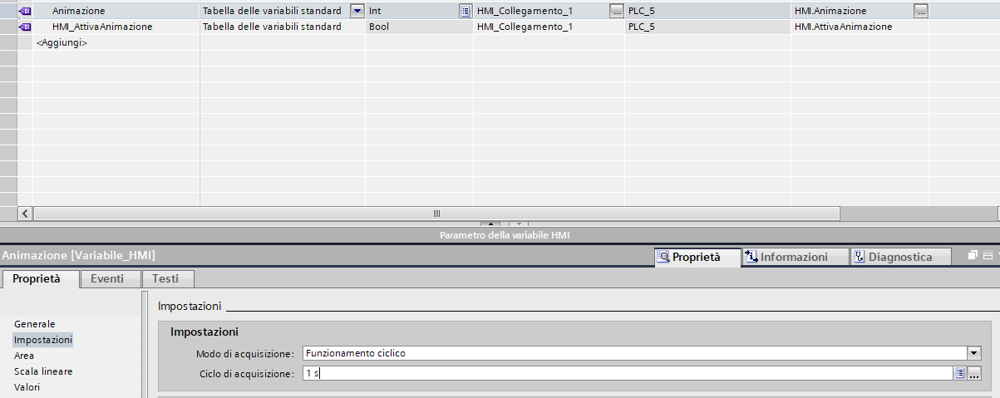 Animazione Tabella delle variabili standard Int HMI_Collegamento_1 ... PLC_5 HMI.Animazione ...
HMI_AttivaAnimazione Tabella delle variabili standard Bool HMI_Collegamento_1 PLC_5 HMI.AttivaAnimazione
<Aggiungi>
Parametro della variabile HMI
Animazione [Variabile_HMI] Proprietà Informazioni Diagnostica
Proprietà Eventi Testi
Impostazioni
Generale
Impostazioni
Area
Scala lineare
Valori
Impostazioni
Modo di acquisizione: Funzionamento ciclico
Ciclo di acquisizione: 1 s ...